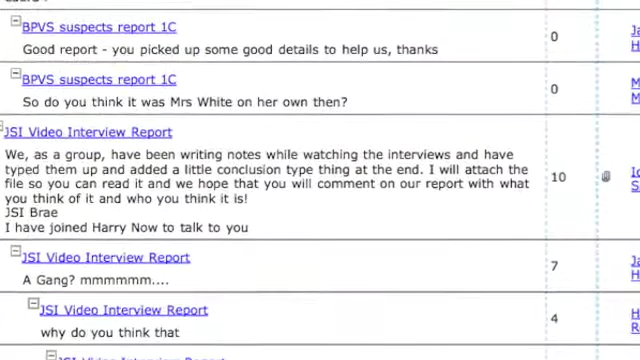 BPVS suspects report 1C
Good report - you picked up some good details to help us, thanks
0
BPVS suspects report 1C
So do you think it was Mrs White on her own then?
0
JSI Video Interview Report
We, as a group, have been writing notes while watching the interviews and have
typed them up and added a little conclusion type thing at the end. I will attach the
file so you can read it and we hope that you will comment on our report with what
you think of it and who you think it is!
JSI Brae
I have joined Harry Now to talk to you
10
JSI Video Interview Report
A Gang? mmmmmm....
7
JSI Video Interview Report
why do you think that
4
JSI Video Interview Report